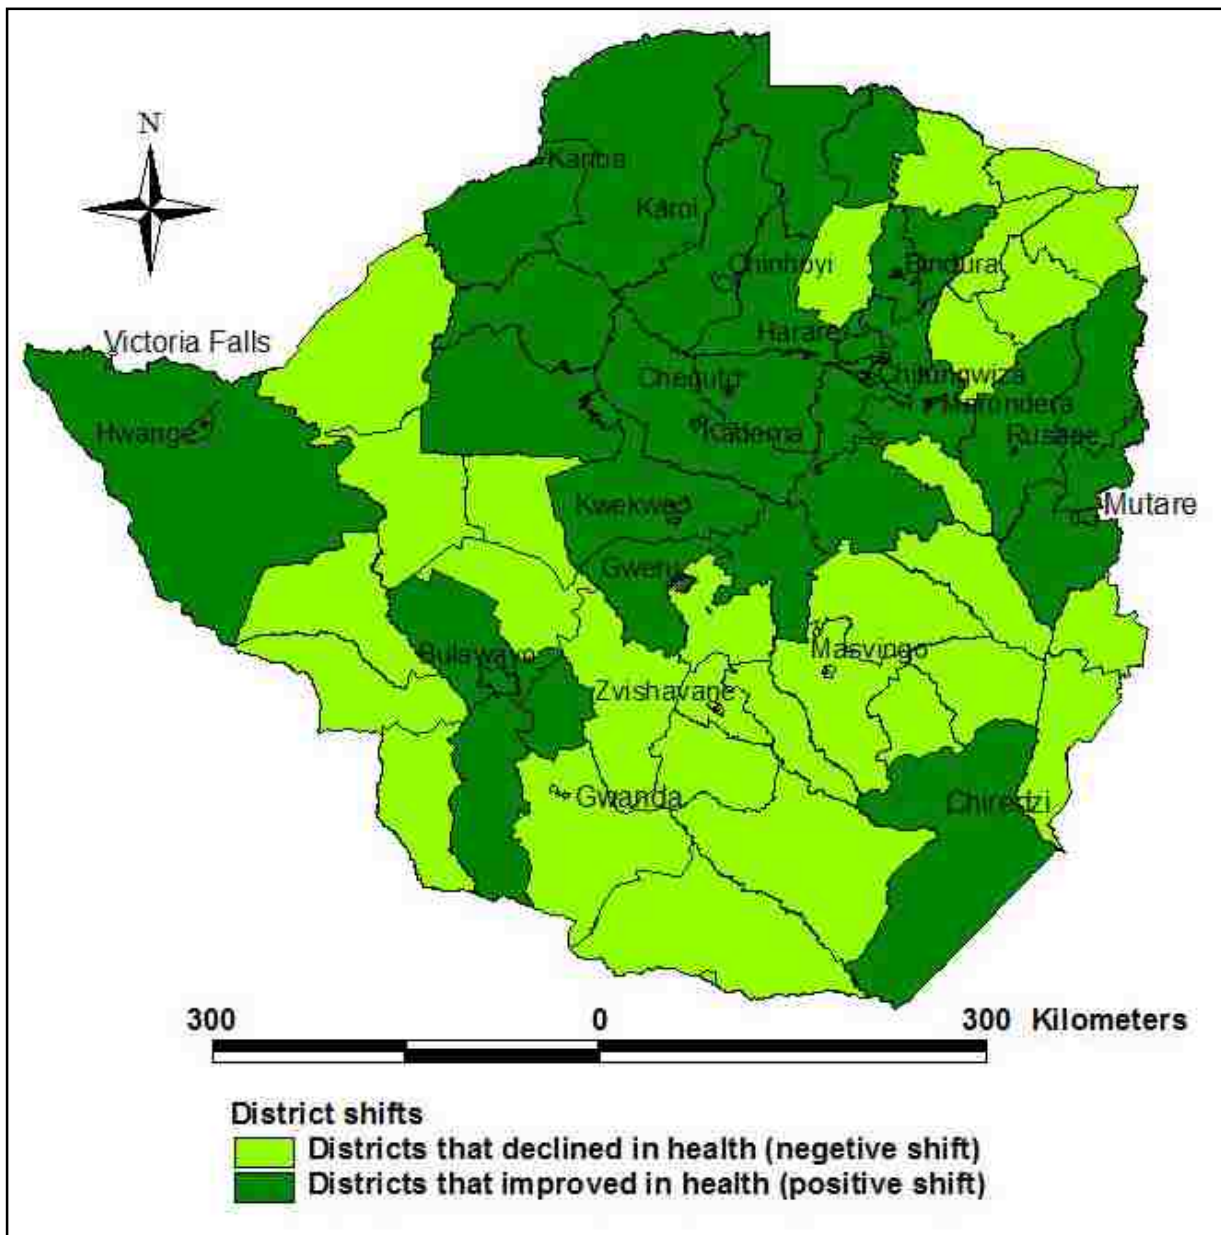 N
Kariba
Karoi
Chinhoyi
Bindura
Victoria Falls
Harare
Chegutu
Chitungwiza
Marondera
Hwange
Kadoma
Rusape
Kwekwe
Mutare
Gweru
Bulawayo
Masvingo
Zvishavane
Gwanda
Chiredzi
300 0 300 Kilometers
District shifts
Districts that declined in health (negetive shift)
Districts that improved in health (positive shift)